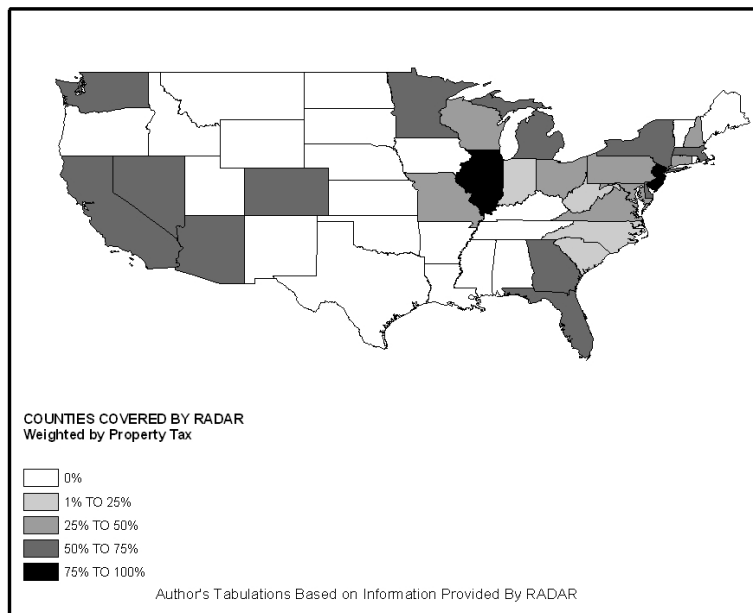 COUNTIES COVERED BY RADAR
Weighted by Property Tax
0%
1% TO 25%
25% TO 50%
50% TO 75%
75% TO 100%
Author's Tabulations Based on Information Provided By RADAR